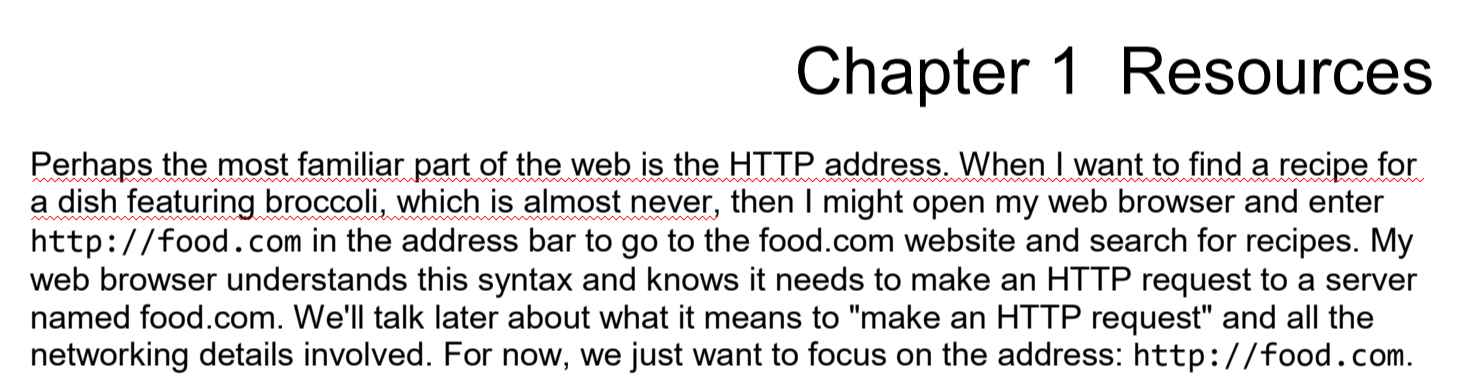 Chapter 1  Resources
Perhaps the most familiar part of the web is the HTTP address. When I want to find a recipe for
a dish featuring broccoli, which is almost never, then I might open my web browser and enter
http://food.com in the address bar to go to the food.com website and search for recipes. My
web browser understands this syntax and knows it needs to make an HTTP request to a server
named food.com. We'll talk later about what it means to "make an HTTP request" and all the
networking details involved. For now, we just want to focus on the address: http://food.com.